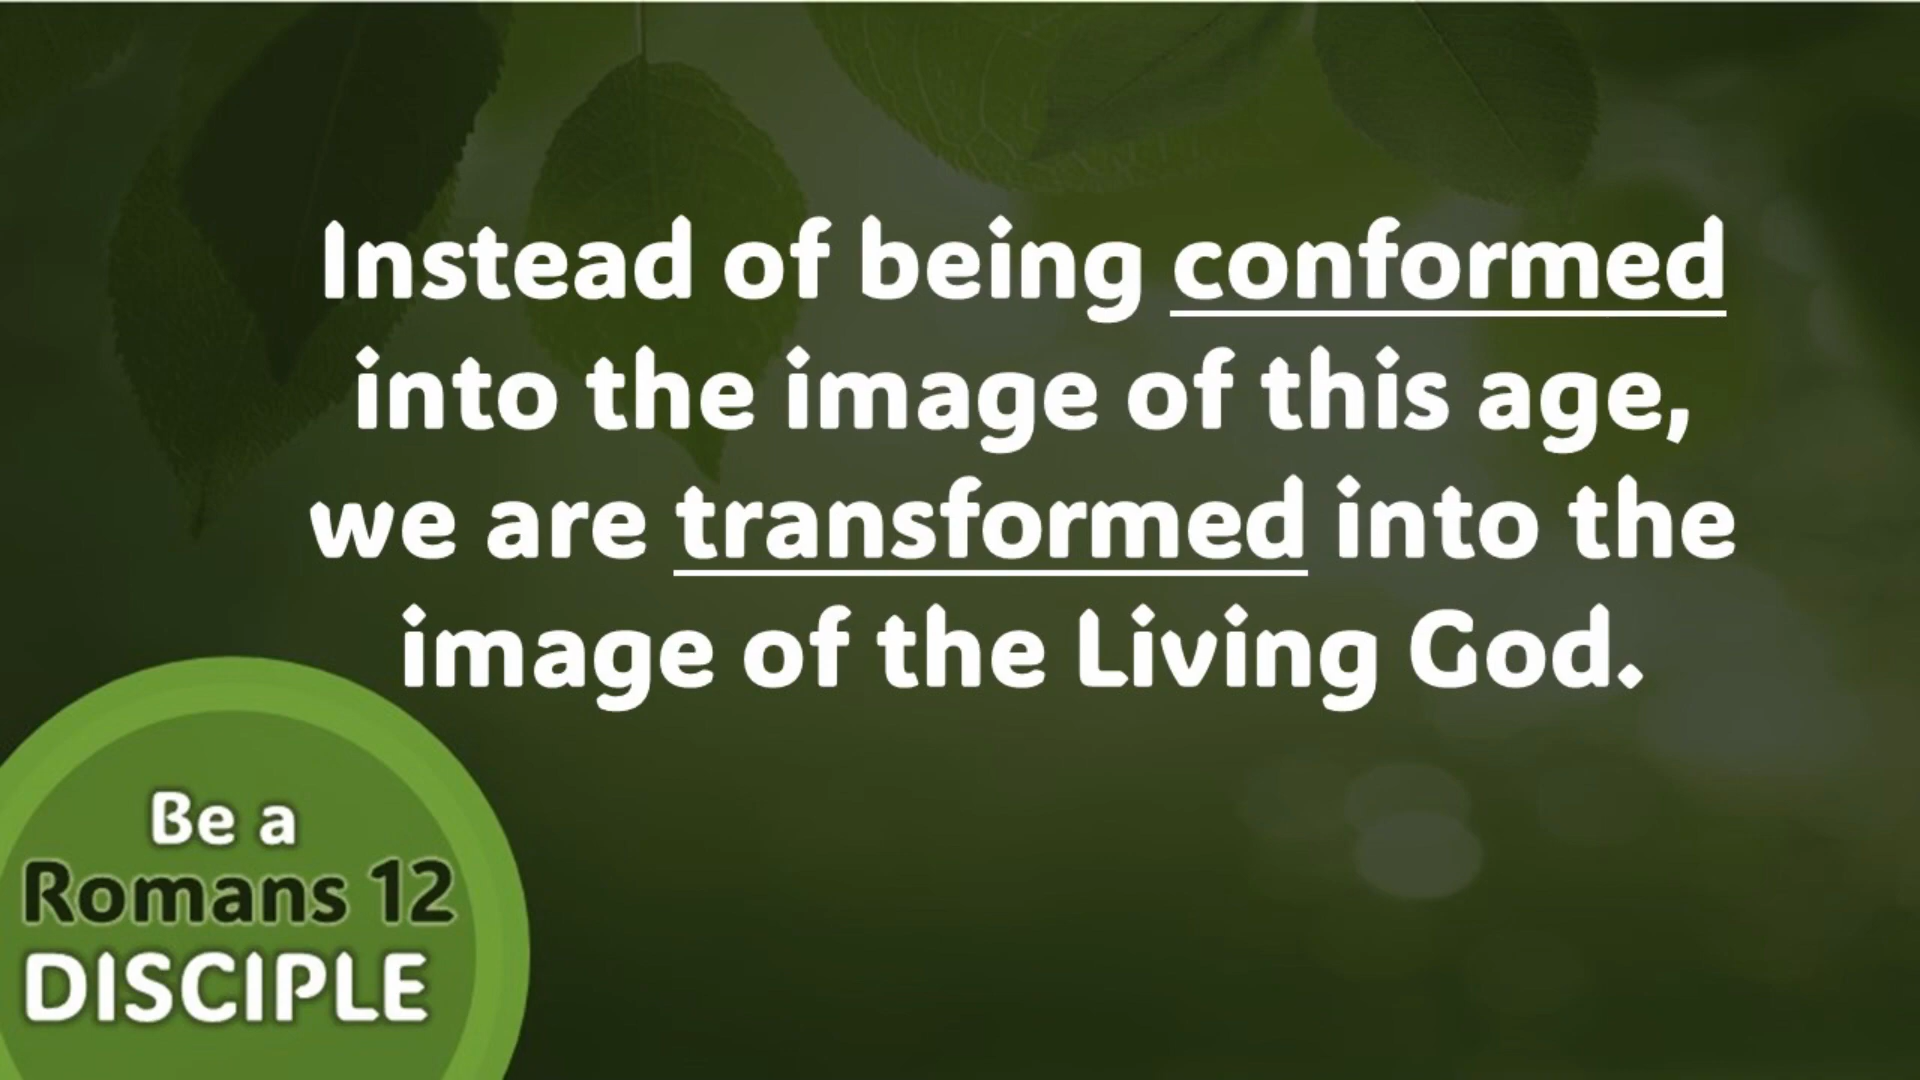 Instead of being conformed
into the image of this age,
we are transformed into the
image of the Living God.
Be a
Romans 12
DISCIPLE